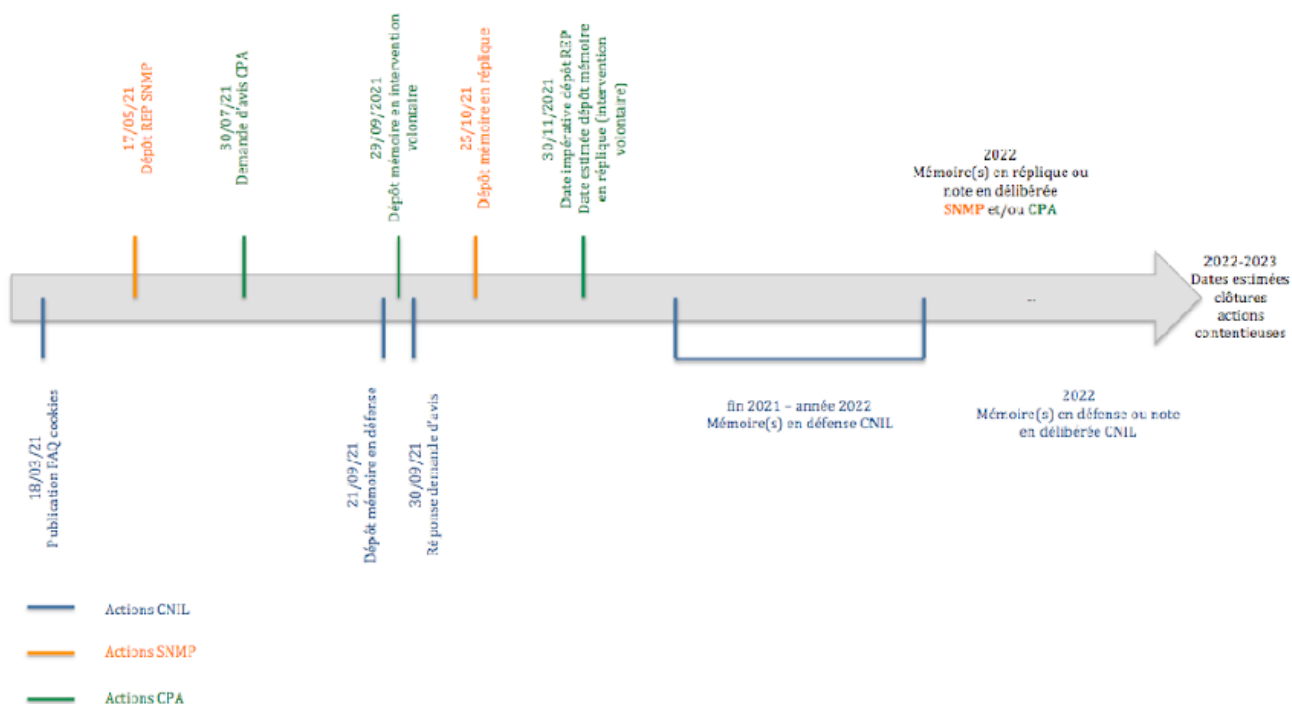 17/05/21
Dépôt REP SNMP
30/07/21
Demande d'avis CPA
29/09/2021
Dépôt mémoire en intervention
volontaire
25/10/21
Dépôt mémoire en réplique
30/11/2021
Date impérative dépôt REP
Date estimée dépôt mémoire
en réplique (intervention
volontaire)
2022
Mémoire(s) en réplique ou
note en délibérée
SNMP et/ou CPA
2022-2023
Dates estimées
clôtures
actions
contentieuses
...
18/03/21
Publication FAQ cookies
21/09/21
Dépôt mémoire en défense
30/09/21
Réponse demande d'avis
fin 2021 – année 2022
Mémoire(s) en défense CNIL
2022
Mémoire(s) en défense ou note
en délibérée CNIL
Actions CNIL
Actions SNMP
Actions CPA